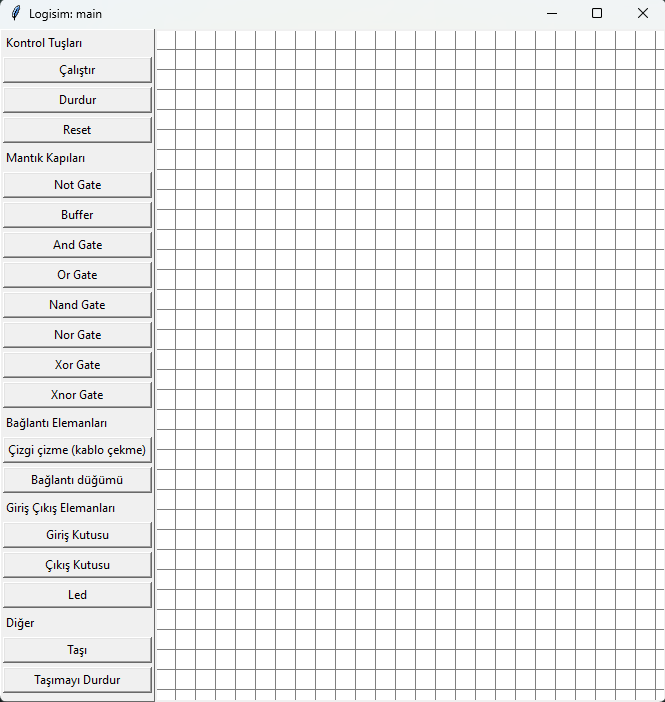 Logisim: main
Kontrol Tuşları
Çalıştır
Durdur
Reset
Mantık Kapıları
Not Gate
Buffer
And Gate
Or Gate
Nand Gate
Nor Gate
Xor Gate
Xnor Gate
Bağlantı Elemanları
Çizgi çizme (kablo çekme)
Bağlantı düğümü
Giriş Çıkış Elemanları
Giriş Kutusu
Çıkış Kutusu
Led
Diğer
Taşı
Taşımayı Durdur